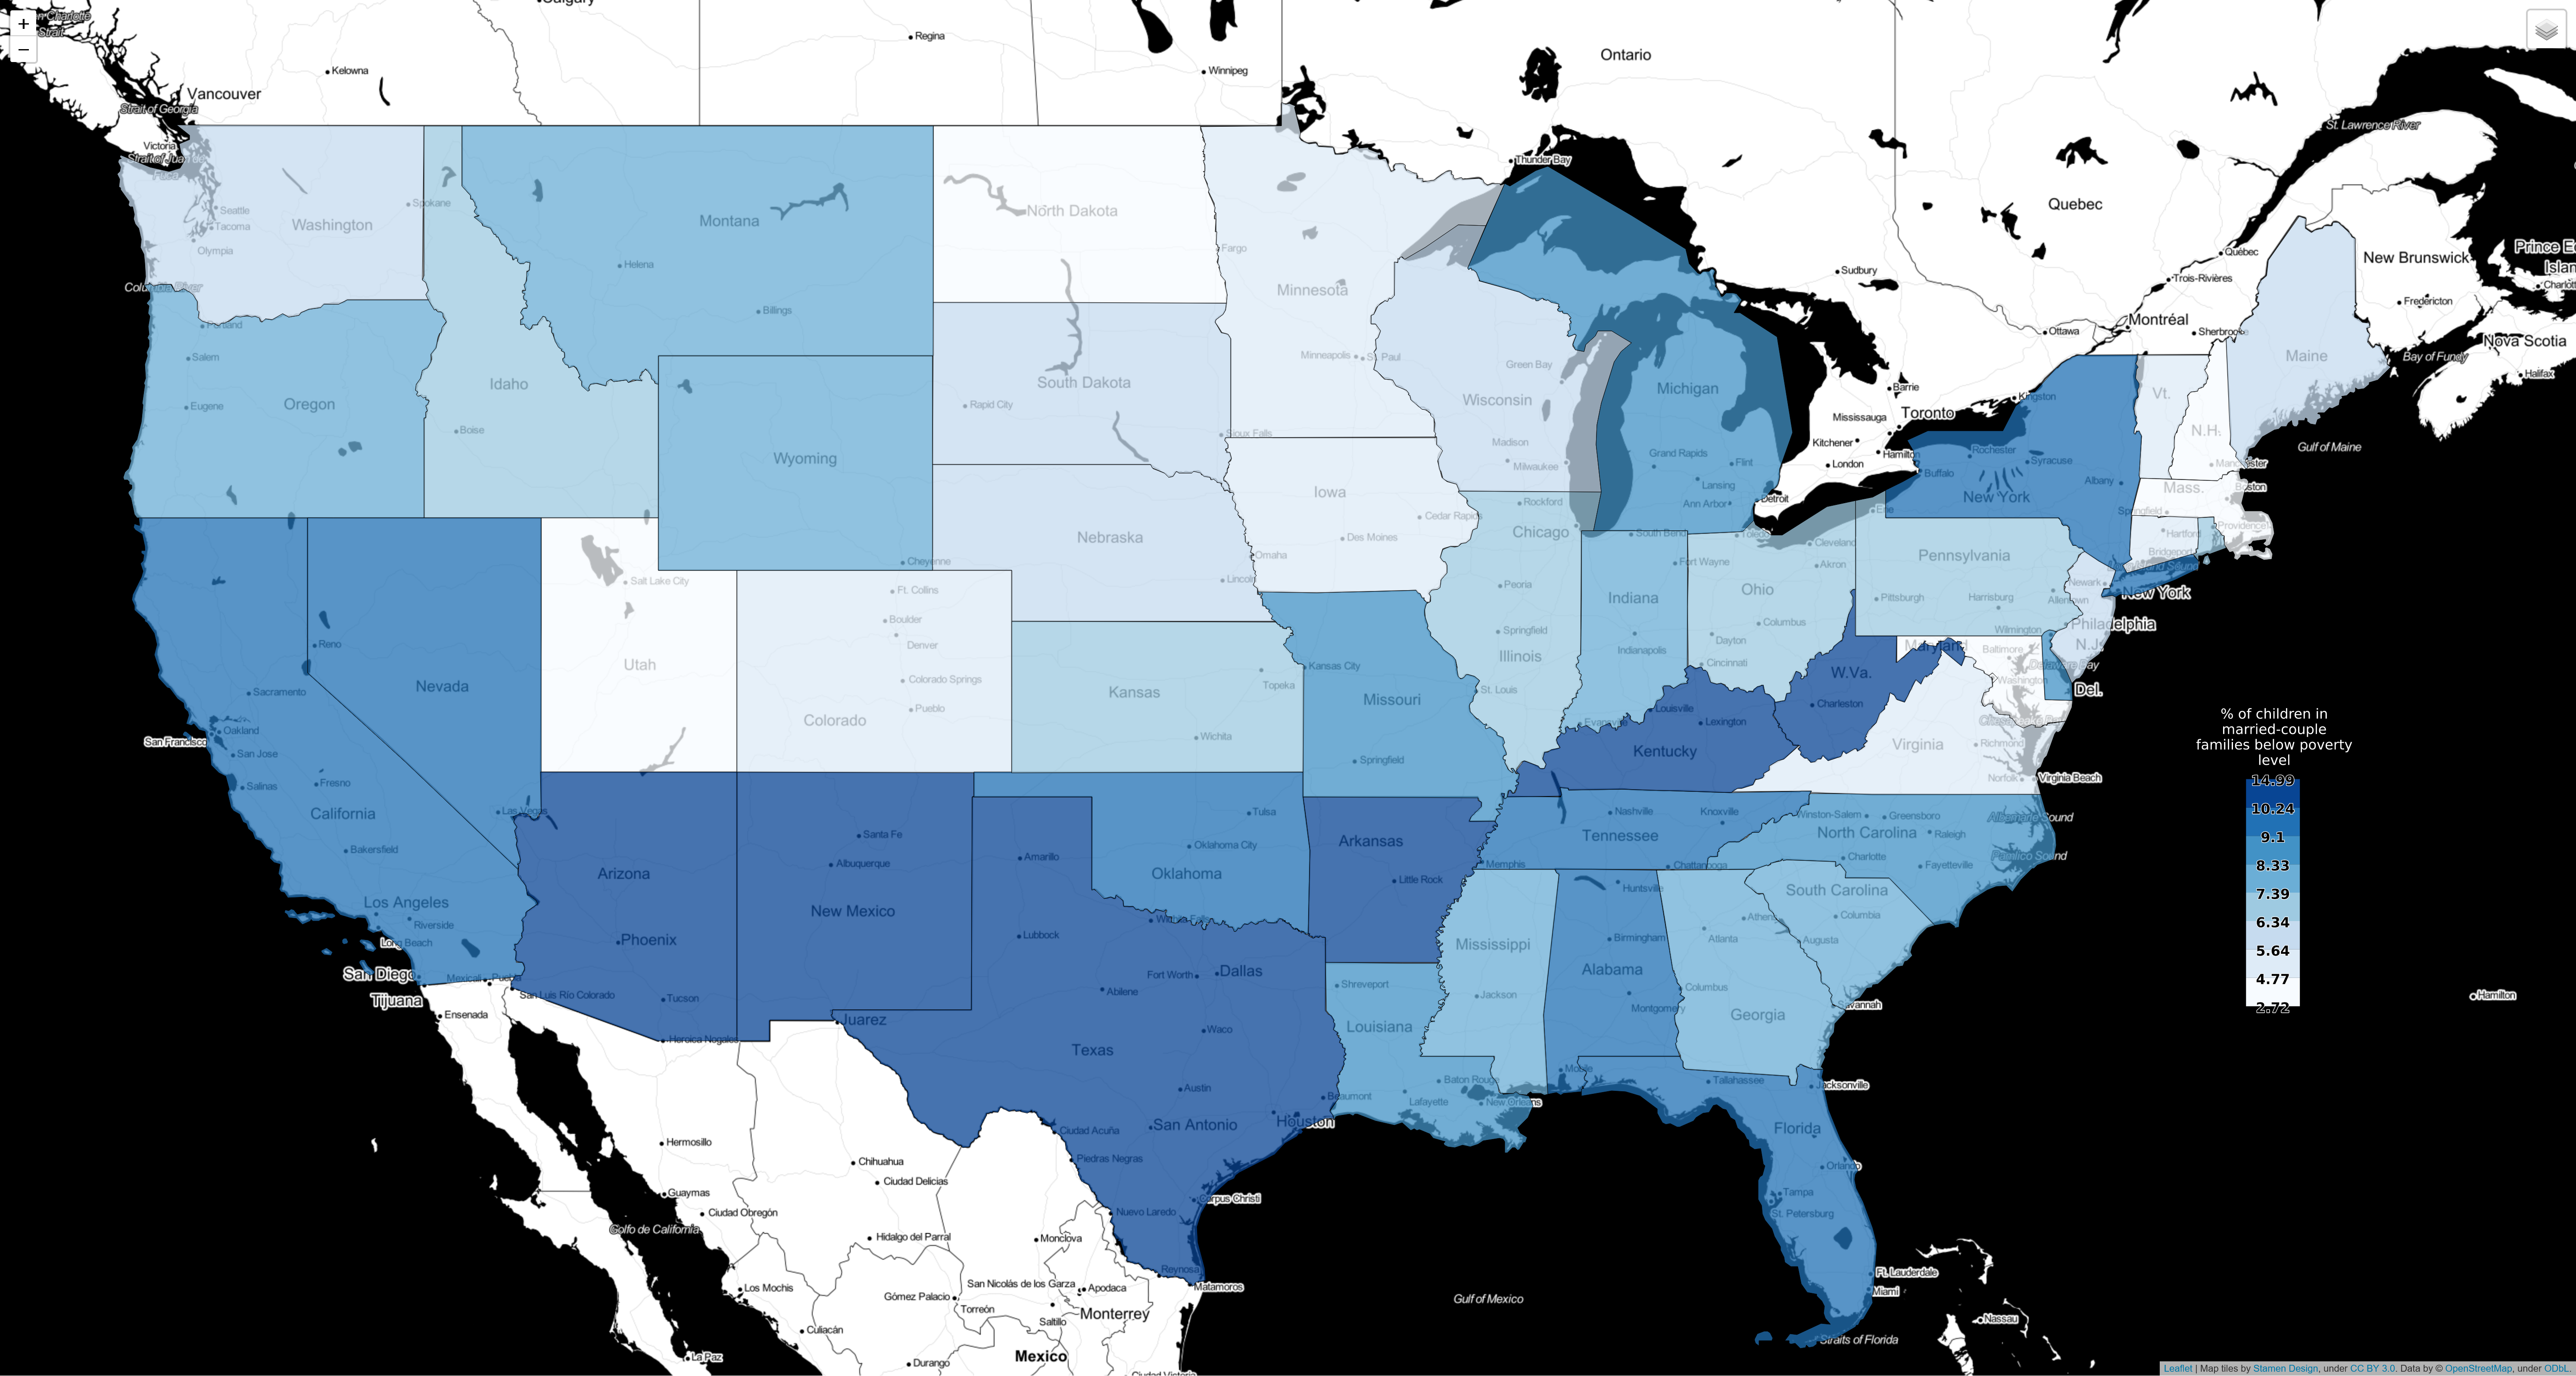 +
−
Calgary
Regina
Kelowna
Winnipeg
Ontario
Vancouver
Strait of Georgia
St. Lawrence River
Victoria
Strait of Juan de
Fuca
Thunder Bay
Quebec
Seattle
Spokane
Washington
Tacoma
Olympia
Montana
North Dakota
Helena
Fargo
Québec
New Brunswick
Sudbury
Trois-Rivières
Columbia River
Minnesota
Billings
Fredericton
Montréal
Portland
Ottawa
Sherbrooke
Nova Scotia
Salem
Minneapolis
St. Paul
Maine
Bay of Fundy
Green Bay
Halifax
Idaho
South Dakota
Michigan
Barrie
Vt.
Kingston
Oregon
Eugene
Rapid City
Wisconsin
Toronto
Mississauga
Boise
Sioux Falls
Madison
Kitchener
N.H.
Gulf of Maine
Wyoming
Grand Rapids
Hamilton
Rochester
Syracuse
Milwaukee
Flint
London
Buffalo
Albany
Manchester
Lansing
Iowa
Rockford
Ann Arbor
Detroit
New York
Mass.
Boston
Cedar Rapids
Erie
Springfield
Providence
Nebraska
Des Moines
Chicago
South Bend
Toledo
Cleveland
Hartford
Bridgeport
Omaha
Cheyenne
Fort Wayne
Akron
Pennsylvania
Salt Lake City
Lincoln
Peoria
Ohio
Newark
New York
Ft. Collins
Indiana
Pittsburgh
Harrisburg
Allentown
Boulder
Springfield
Columbus
Wilmington
Philadelphia
Reno
Denver
Dayton
Maryland
Baltimore
N.J.
Utah
Kansas City
Illinois
Indianapolis
Cincinnati
Delaware Bay
Nevada
Colorado Springs
Topeka
W.Va.
Washington
Del.
Sacramento
Kansas
Missouri
St. Louis
Charleston
Pueblo
Louisville
Colorado
Evansville
Lexington
Oakland
San Francisco
San Jose
Wichita
Kentucky
Virginia
Richmond
Springfield
Norfolk
Virginia Beach
Salinas
Fresno
California
Las Vegas
Tulsa
Nashville
Knoxville
Winston-Salem
Greensboro
Albemarle Sound
Santa Fe
Arkansas
Tennessee
North Carolina
Raleigh
Bakersfield
Oklahoma City
Amarillo
Albuquerque
Memphis
Chattanooga
Charlotte
Fayetteville
Pamlico Sound
Arizona
Oklahoma
Little Rock
Huntsville
South Carolina
Los Angeles
New Mexico
Wichita Falls
Athens
Columbia
Riverside
Long Beach
Phoenix
Lubbock
Mississippi
Birmingham
Atlanta
Augusta
San Diego
Mexicali
Fort Worth
Dallas
Alabama
Tijuana
San Luis Río Colorado
Tucson
Abilene
Shreveport
Jackson
Columbus
Montgomery
Savannah
Hamilton
Ensenada
Juarez
Waco
Louisiana
Georgia
Heroica Nogales
Texas
Mobile
Tallahassee
Jacksonville
Austin
Beaumont
Baton Rouge
Lafayette
New Orleans
Houston
San Antonio
Ciudad Acuña
Florida
Hermosillo
Piedras Negras
Chihuahua
Orlando
Ciudad Delicias
Guaymas
Corpus Christi
Tampa
Ciudad Obregón
Nuevo Laredo
St. Petersburg
Golfo de California
Hidalgo del Parral
Monclova
Reynosa
Ft. Lauderdale
Los Mochis
San Nicolás de los Garza
Apodaca
Matamoros
Miami
Gómez Palacio
Gulf of Mexico
Torreón
Monterrey
Saltillo
Nassau
Culiacán
Straits of Florida
La Paz
Durango
Mexico
Ciudad Victoria
% of children in
married-couple
families below poverty
level
14.99
10.24
9.1
8.33
7.39
6.34
5.64
4.77
2.72
Leaflet | Map tiles by Stamen Design, under CC BY 3.0. Data by © OpenStreetMap, under ODbL.